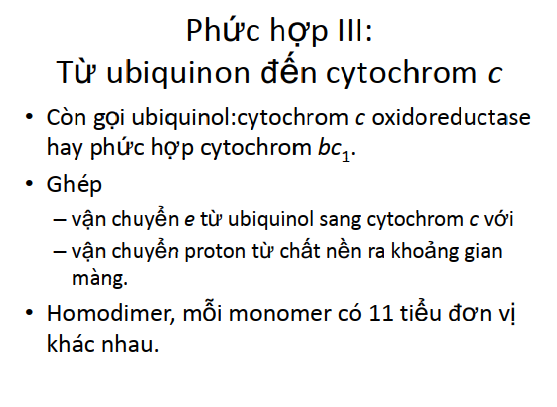 Phức hợp III:
Từ ubiquinon đến cytochrom c
• Còn gọi ubiquinol:cytochrom c oxidoreductase
hay phức hợp cytochrom bc₁.
• Ghép
– vận chuyển e từ ubiquinol sang cytochrom c với
– vận chuyển proton từ chất nền ra khoảng gian
màng.
• Homodimer, mỗi monomer có 11 tiểu đơn vị
khác nhau.